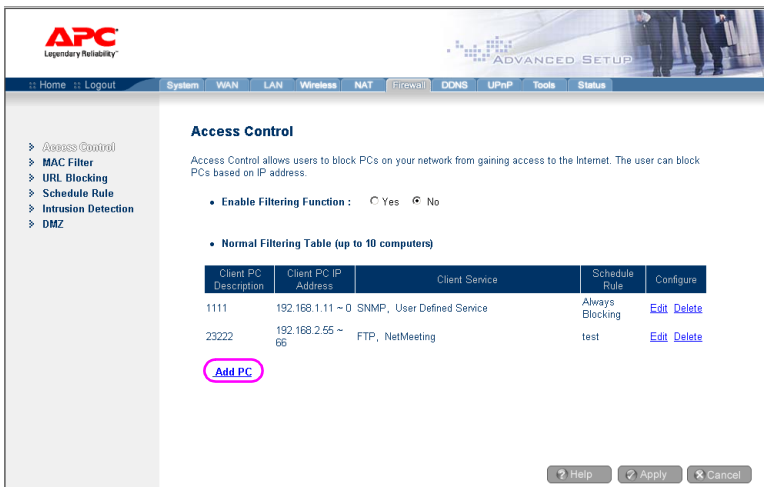 APC
Legendary Reliability™
ADVANCED SETUP
:: Home :: Logout
System WAN LAN Wireless NAT Firewall DDNS UPnP Tools Status
Access Control
MAC Filter
URL Blocking
Schedule Rule
Intrusion Detection
DMZ
Access Control
Access Control allows users to block PCs on your network from gaining access to the Internet. The user can block
PCs based on IP address.
• Enable Filtering Function : Yes No
• Normal Filtering Table (up to 10 computers)
Client PC Description Client PC IP Address Client Service Schedule Rule Configure
1111 192.168.1.11 ~ 0 SNMP, User Defined Service Always Blocking Edit Delete
23222 192.168.2.55 ~ 66 FTP, NetMeeting test Edit Delete
Add PC
? Help Apply Cancel